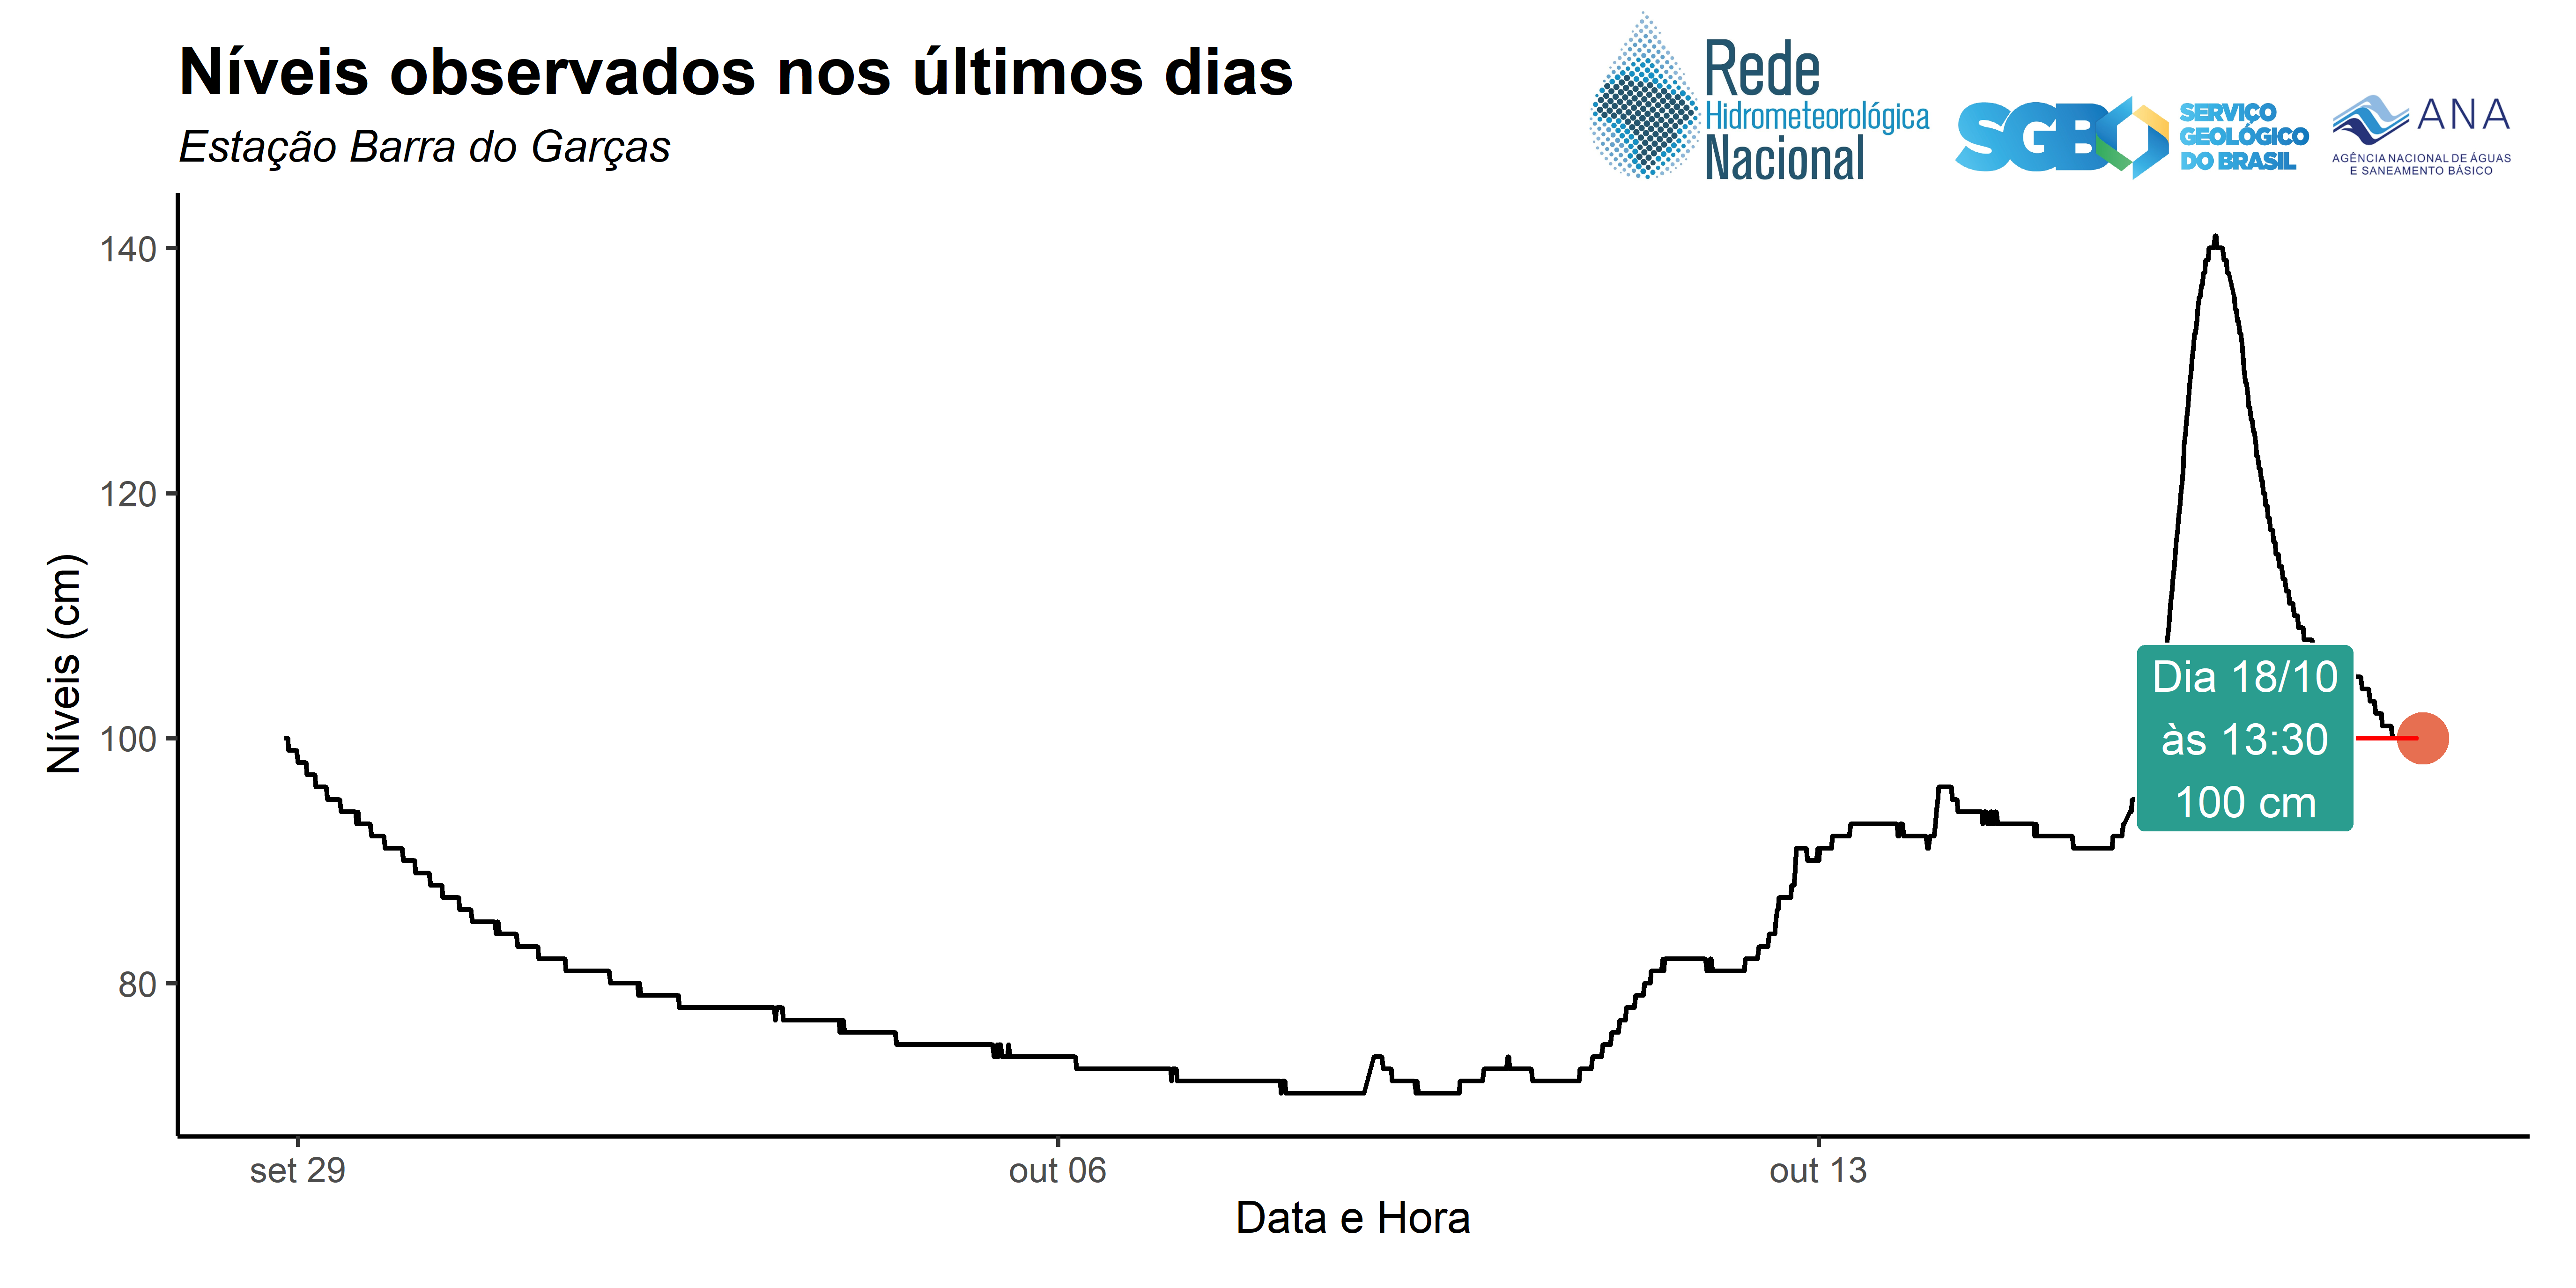 Níveis observados nos últimos dias
Estação Barra do Garças
Rede
Hidrometeorológica
Nacional
SGB
SERVIÇO
GEOLÓGICO
DO BRASIL
ANA
AGÊNCIA NACIONAL DE ÁGUAS
E SANEAMENTO BÁSICO
Níveis (cm)
140
120
100
80
Dia 18/10
às 13:30
100 cm
set 29
out 06
out 13
Data e Hora